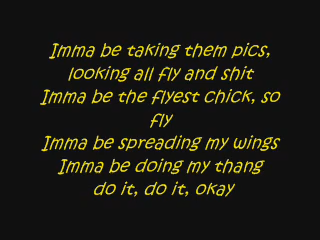 Imma be taking them pics,
looking all fly and shit
Imma be the flyest chick, so
fly
Imma be spreading my wings
Imma be doing my thang
do it, do it, okay